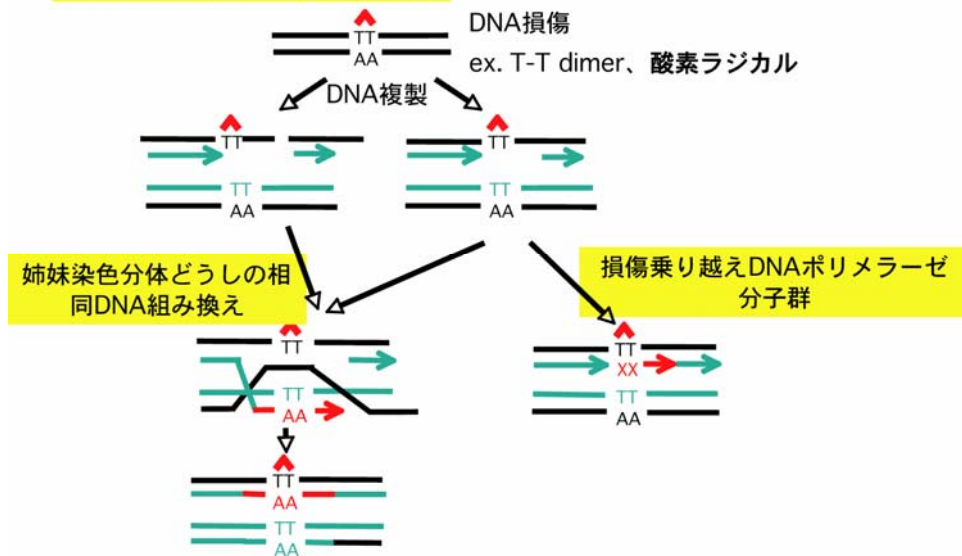 TT
AA
DNA損傷
ex. T-T dimer、酸素ラジカル
DNA複製
TT
TT
AA
TT
TT
AA
姉妹染色分体どうしの相
同DNA組み換え
損傷乗り越えDNAポリメラーゼ
分子群
TT
TT
AA
TT
XX
TT
AA
TT
AA
TT
AA